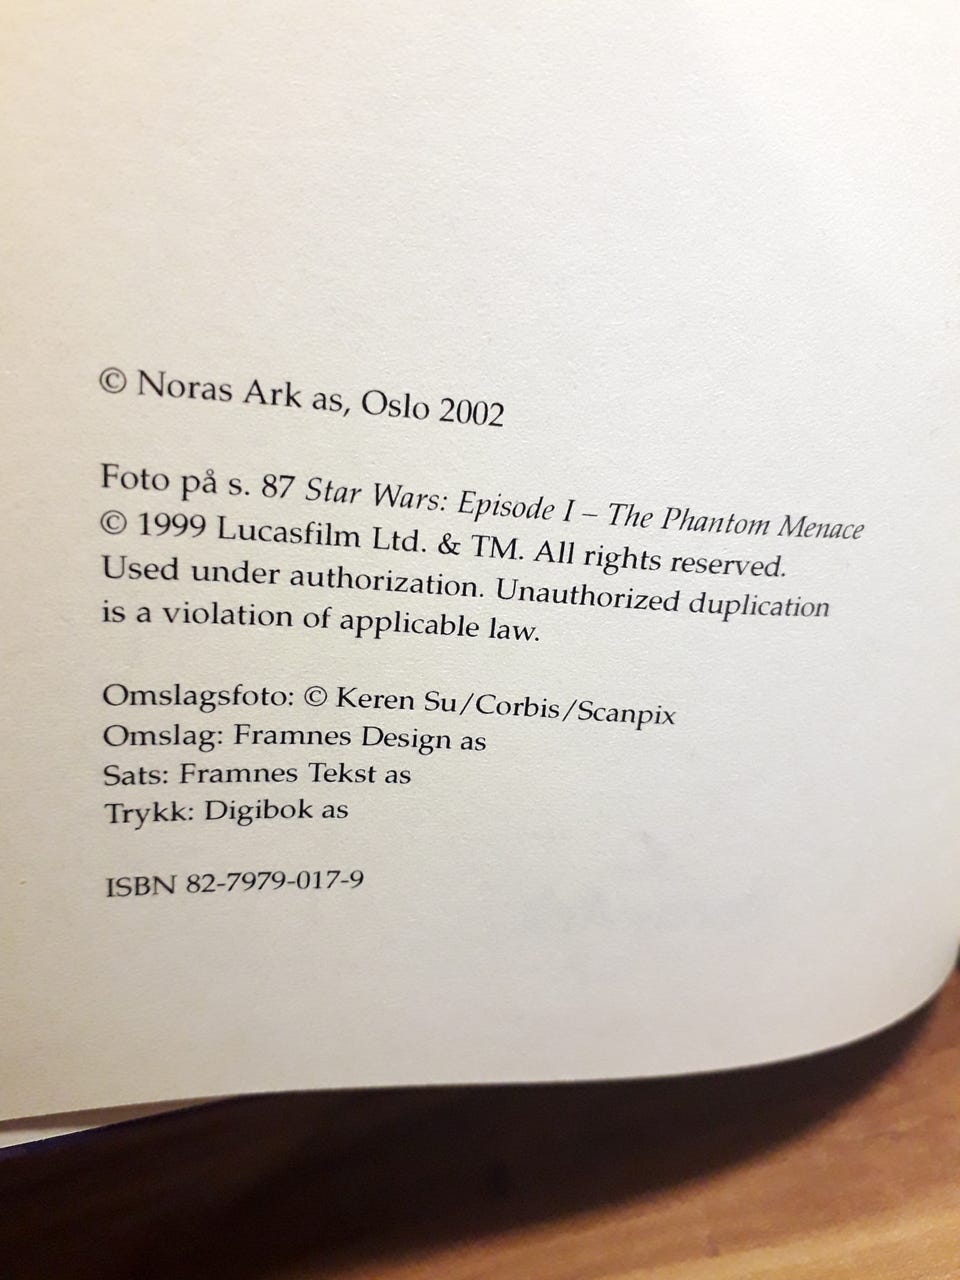 © Noras Ark as, Oslo 2002
Foto på s. 87 Star Wars: Episode I – The Phantom Menace
© 1999 Lucasfilm Ltd. & TM. All rights reserved.
Used under authorization. Unauthorized duplication
is a violation of applicable law.
Omslagsfoto: © Keren Su/Corbis/Scanpix
Omslag: Framnes Design as
Sats: Framnes Tekst as
Trykk: Digibok as
ISBN 82-7979-017-9